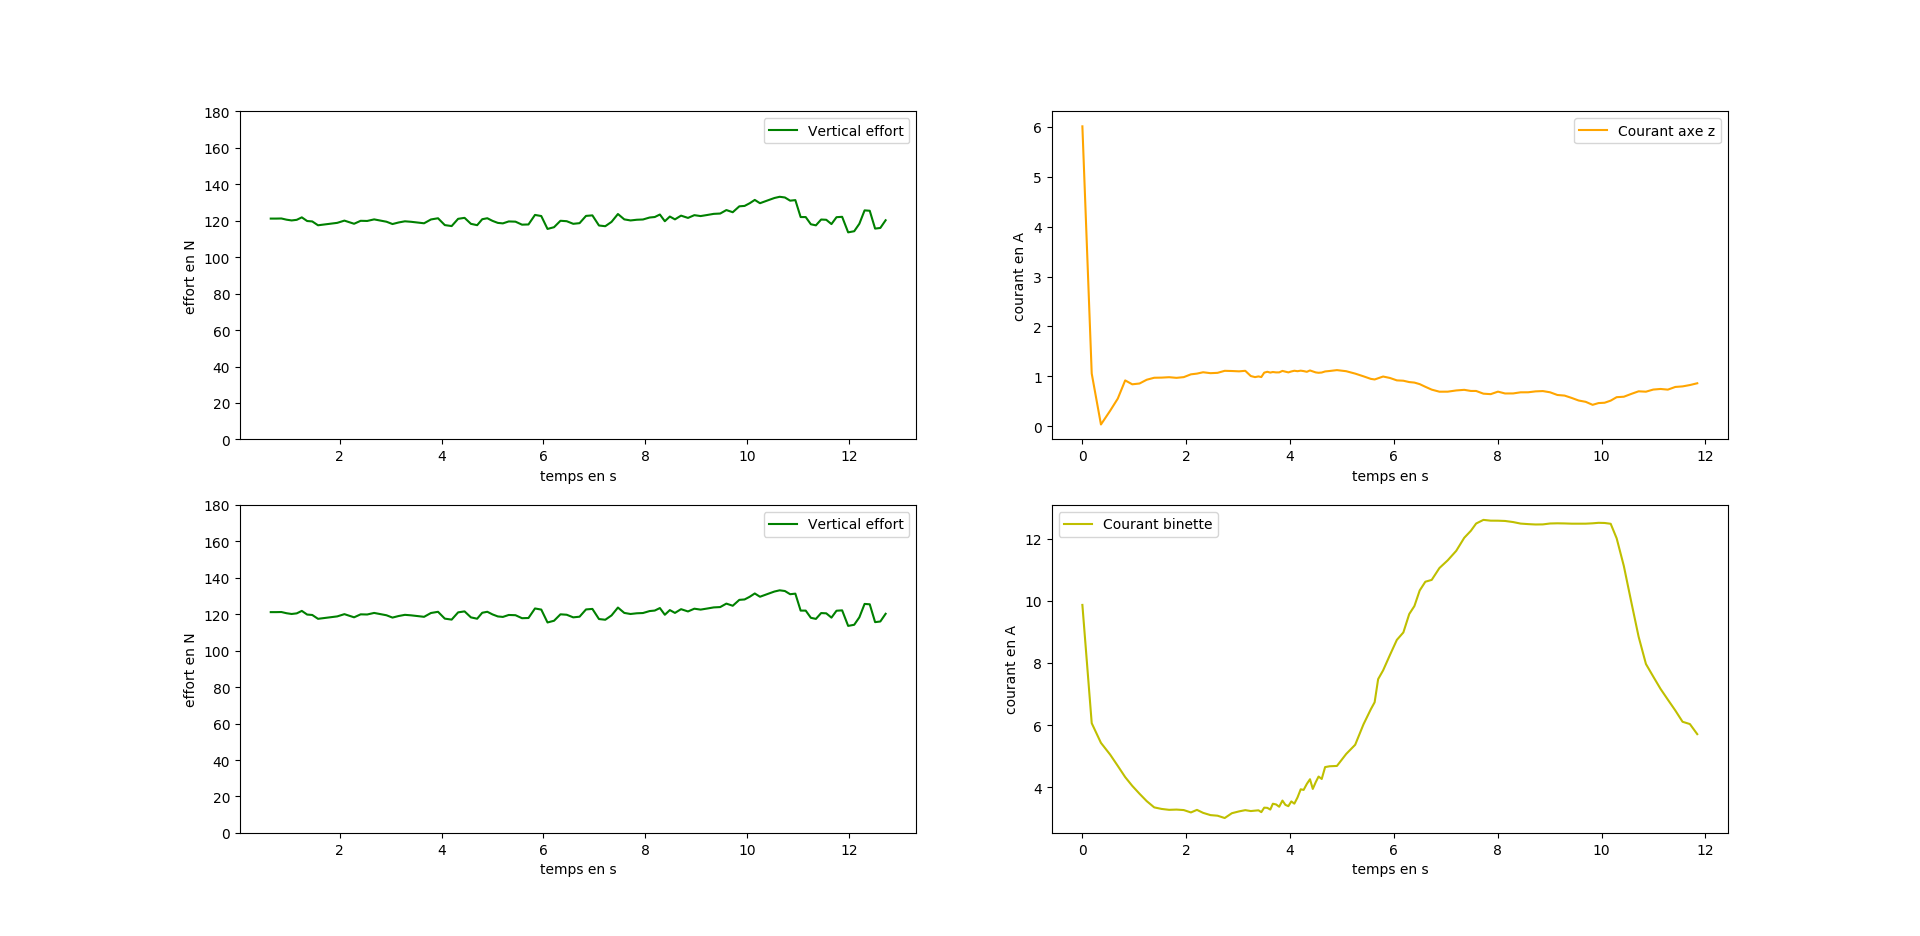 180
160
140
120
100
80
60
40
20
0
effort en N
2 4 6 8 10 12
temps en s
Vertical effort
6
5
4
3
2
1
0
courant en A
0 2 4 6 8 10 12
temps en s
Courant axe z
180
160
140
120
100
80
60
40
20
0
effort en N
2 4 6 8 10 12
temps en s
Vertical effort
12
10
8
6
4
courant en A
0 2 4 6 8 10 12
temps en s
Courant binette